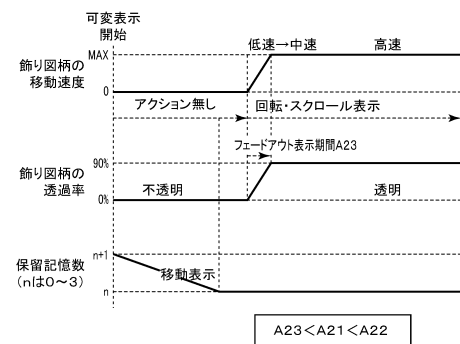 可変表示
開始
低速→中速
高速
飾り図柄の
移動速度
MAX
0
アクション無し
回転・スクロール表示
フェードアウト表示期間A23
飾り図柄の
透過率
90%
0%
不透明
透明
保留記憶数
(nは0～3)
n+1
n
移動表示
A23<A21<A22